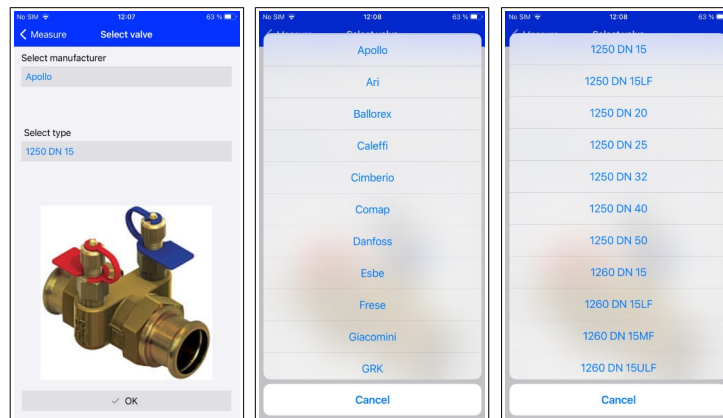 No SIM 12:07 63 %
Measure Select valve
Select manufacturer
Apollo
Select type
1250 DN 15
OK
No SIM 12:08 63 %
Apollo
Ari
Ballorex
Caleffi
Cimberio
Comap
Danfoss
Esbe
Frese
Giacomini
GRK
Cancel
No SIM 12:08 63 %
1250 DN 15
1250 DN 15LF
1250 DN 20
1250 DN 25
1250 DN 32
1250 DN 40
1250 DN 50
1260 DN 15
1260 DN 15LF
1260 DN 15MF
1260 DN 15ULF
Cancel